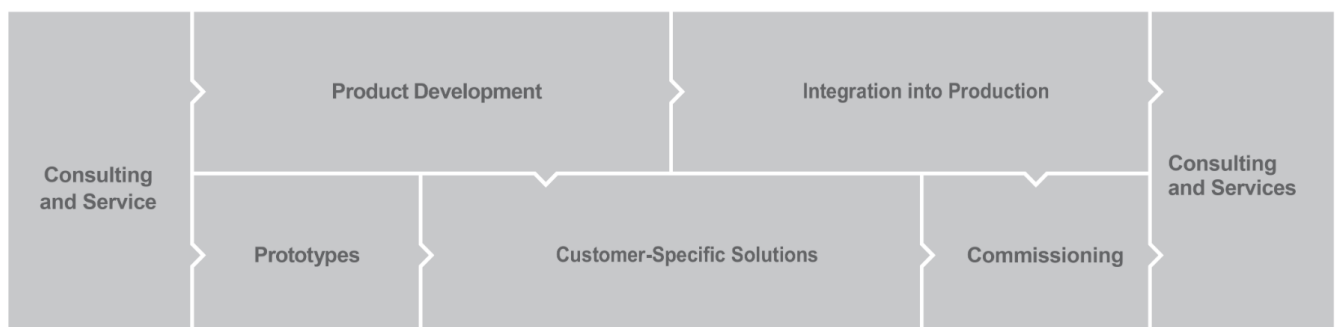 Consulting
and Service
Product Development
Integration into Production
Prototypes
Customer-Specific Solutions
Commissioning
Consulting
and Services